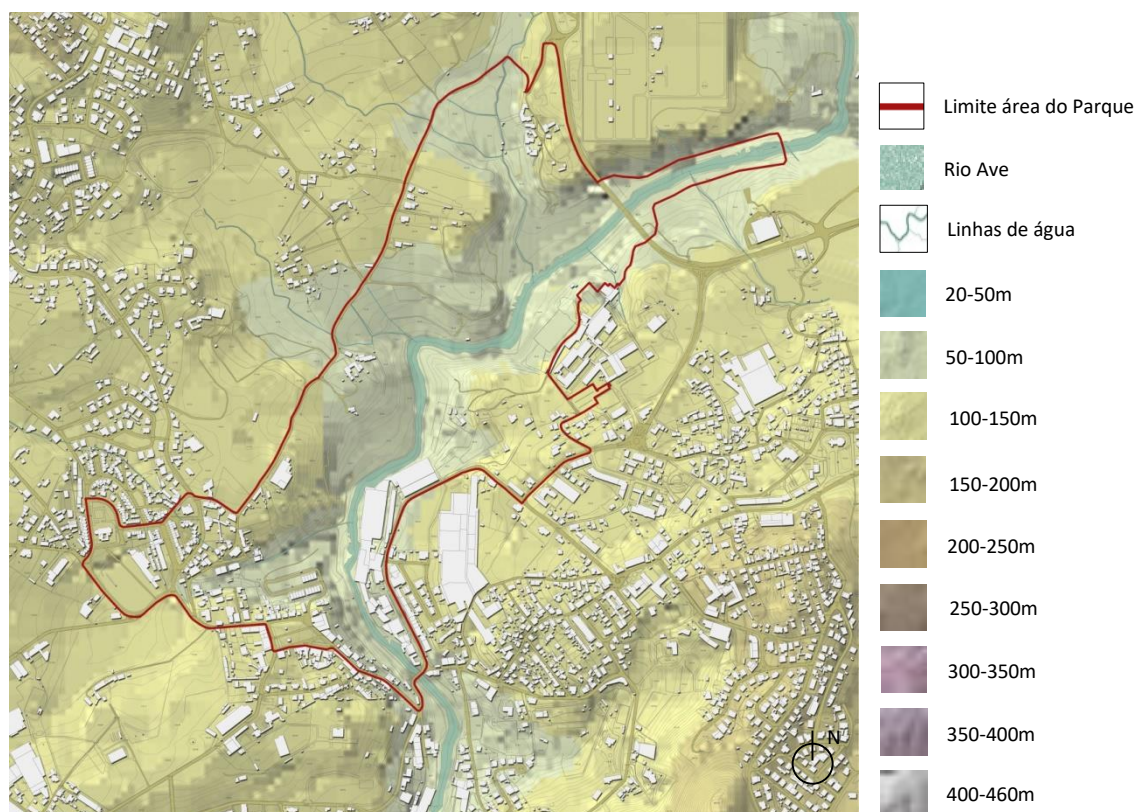 Limite área do Parque
Rio Ave
Linhas de água
20-50m
50-100m
100-150m
150-200m
200-250m
250-300m
300-350m
350-400m
400-460m
N